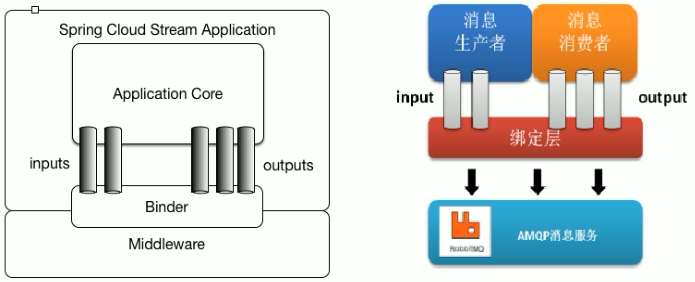 Spring Cloud Stream Application
Application Core
inputs
outputs
Binder
Middleware
消息
生产者
消息
消费者
input
output
绑定层
RabbitMQ
AMQP消息服务